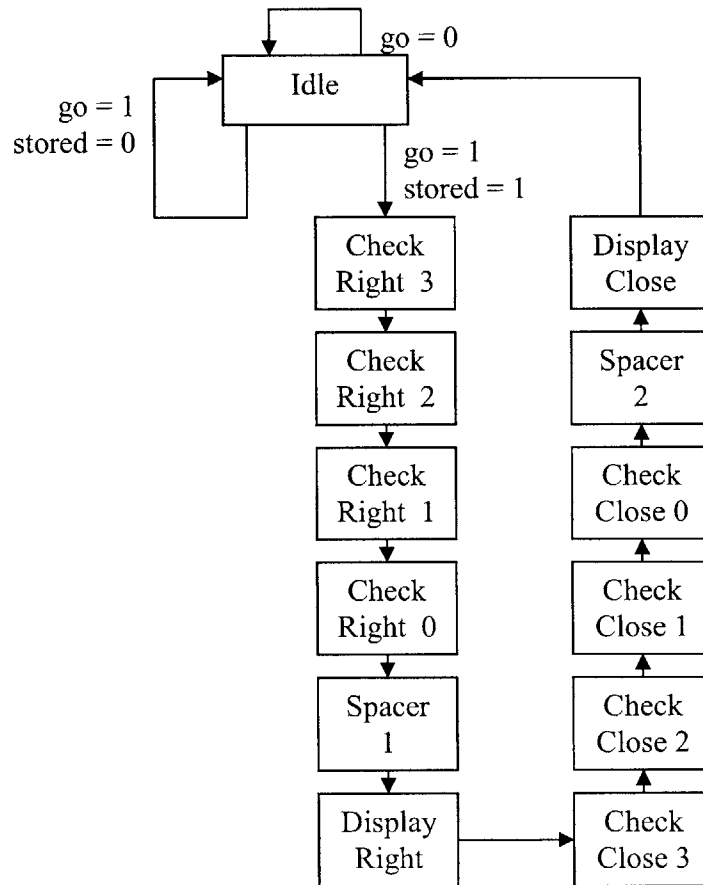 go = 0
Idle
go = 1
stored = 0
go = 1
stored = 1
Check
Right 3
Check
Right 2
Check
Right 1
Check
Right 0
Spacer
1
Display
Right
Display
Close
Spacer
2
Check
Close 0
Check
Close 1
Check
Close 2
Check
Close 3